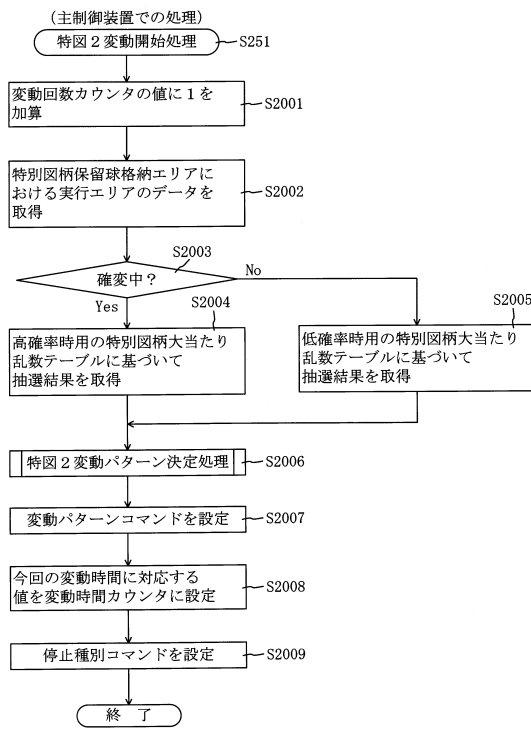 (主制御装置での処理)
特図２変動開始処理
S251
変動回数カウンタの値に１を
加算
S2001
特別図柄保留球格納エリアに
おける実行エリアのデータを
取得
S2002
S2003
確変中？
No
Yes
S2004
高確率時用の特別図柄大当たり
乱数テーブルに基づいて
抽選結果を取得
S2005
低確率時用の特別図柄大当たり
乱数テーブルに基づいて
抽選結果を取得
特図２変動パターン決定処理
S2006
変動パターンコマンドを設定
S2007
今回の変動時間に対応する
値を変動時間カウンタに設定
S2008
停止種別コマンドを設定
S2009
終 了